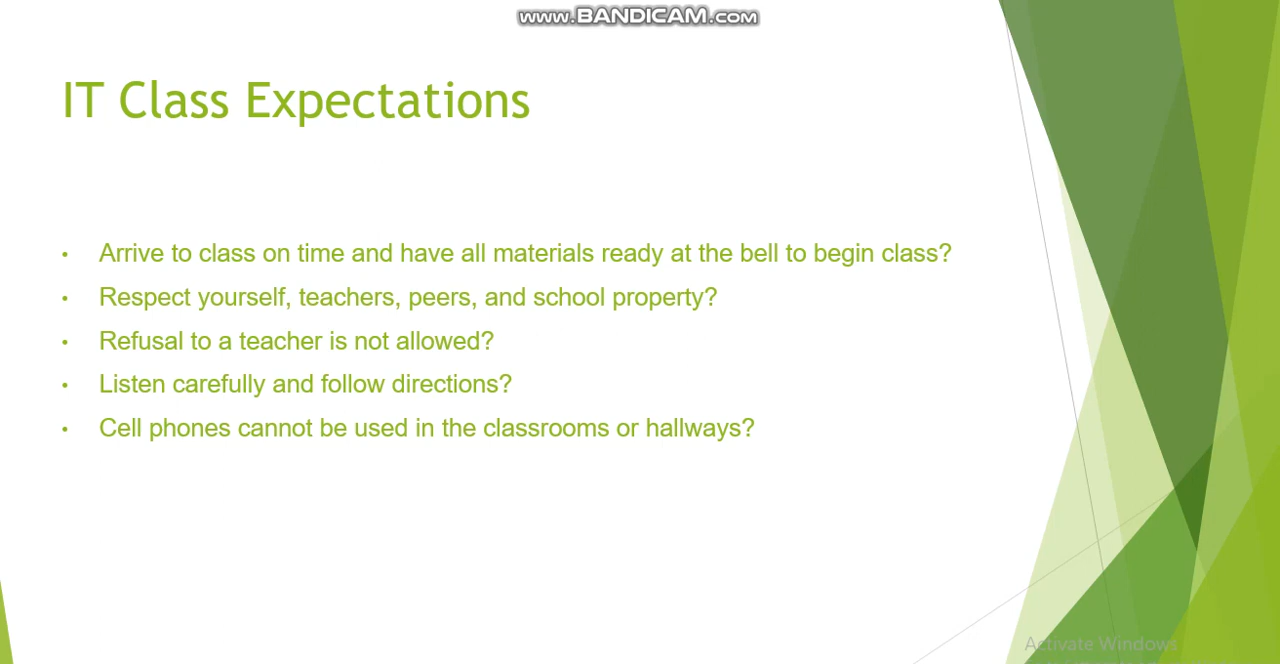 www.BANDICAM.com
IT Class Expectations
• Arrive to class on time and have all materials ready at the bell to begin class?
• Respect yourself, teachers, peers, and school property?
• Refusal to a teacher is not allowed?
• Listen carefully and follow directions?
• Cell phones cannot be used in the classrooms or hallways?
Activate Windows